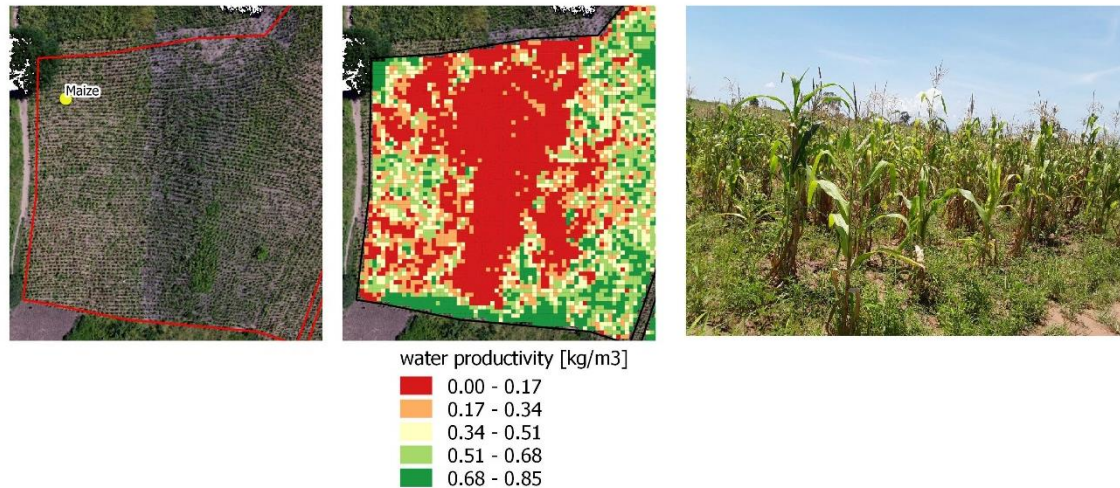 Maize
water productivity [kg/m3]
0.00 - 0.17
0.17 - 0.34
0.34 - 0.51
0.51 - 0.68
0.68 - 0.85